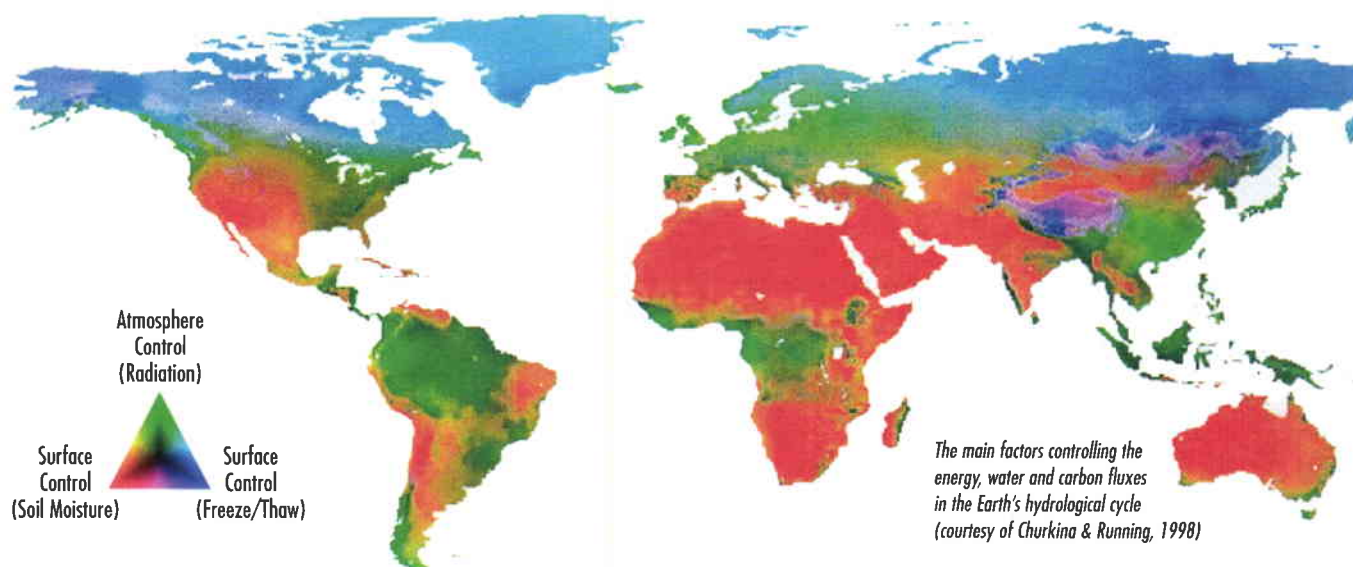 Atmosphere
Control
(Radiation)
Surface
Control
(Soil Moisture)
Surface
Control
(Freeze/Thaw)
The main factors controlling the
energy, water and carbon fluxes
in the Earth's hydrological cycle
(courtesy of Churkina & Running, 1998)